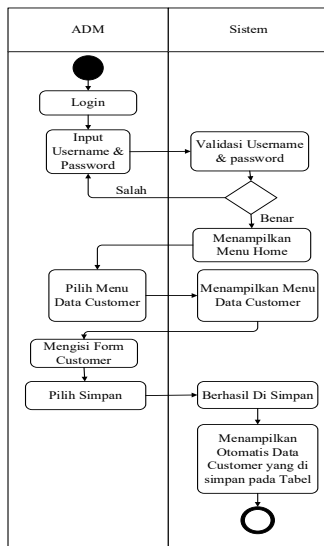 ADM
Sistem
Login
Input
Username &
Password
Validasi Username
& password
Salah
Benar
Menampilkan
Menu Home
Pilih Menu
Data Customer
Menampilkan Menu
Data Customer
Mengisi Form
Customer
Pilih Simpan
Berhasil Di Simpan
Menampilkan
Otomatis Data
Customer yang di
simpan pada Tabel